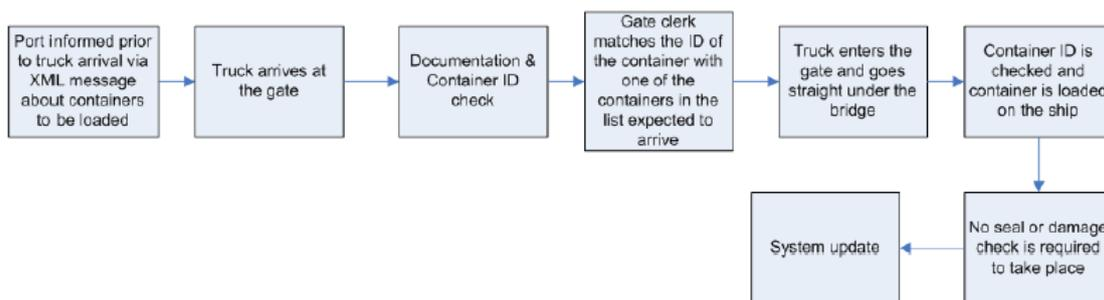 Port informed prior
to truck arrival via
XML message
about containers
to be loaded
Truck arrives at
the gate
Documentation &
Container ID
check
Gate clerk
matches the ID of
the container with
one of the
containers in the
list expected to
arrive
Truck enters the
gate and goes
straight under the
bridge
Container ID is
checked and
container is loaded
on the ship
No seal or damage
check is required
to take place
System update